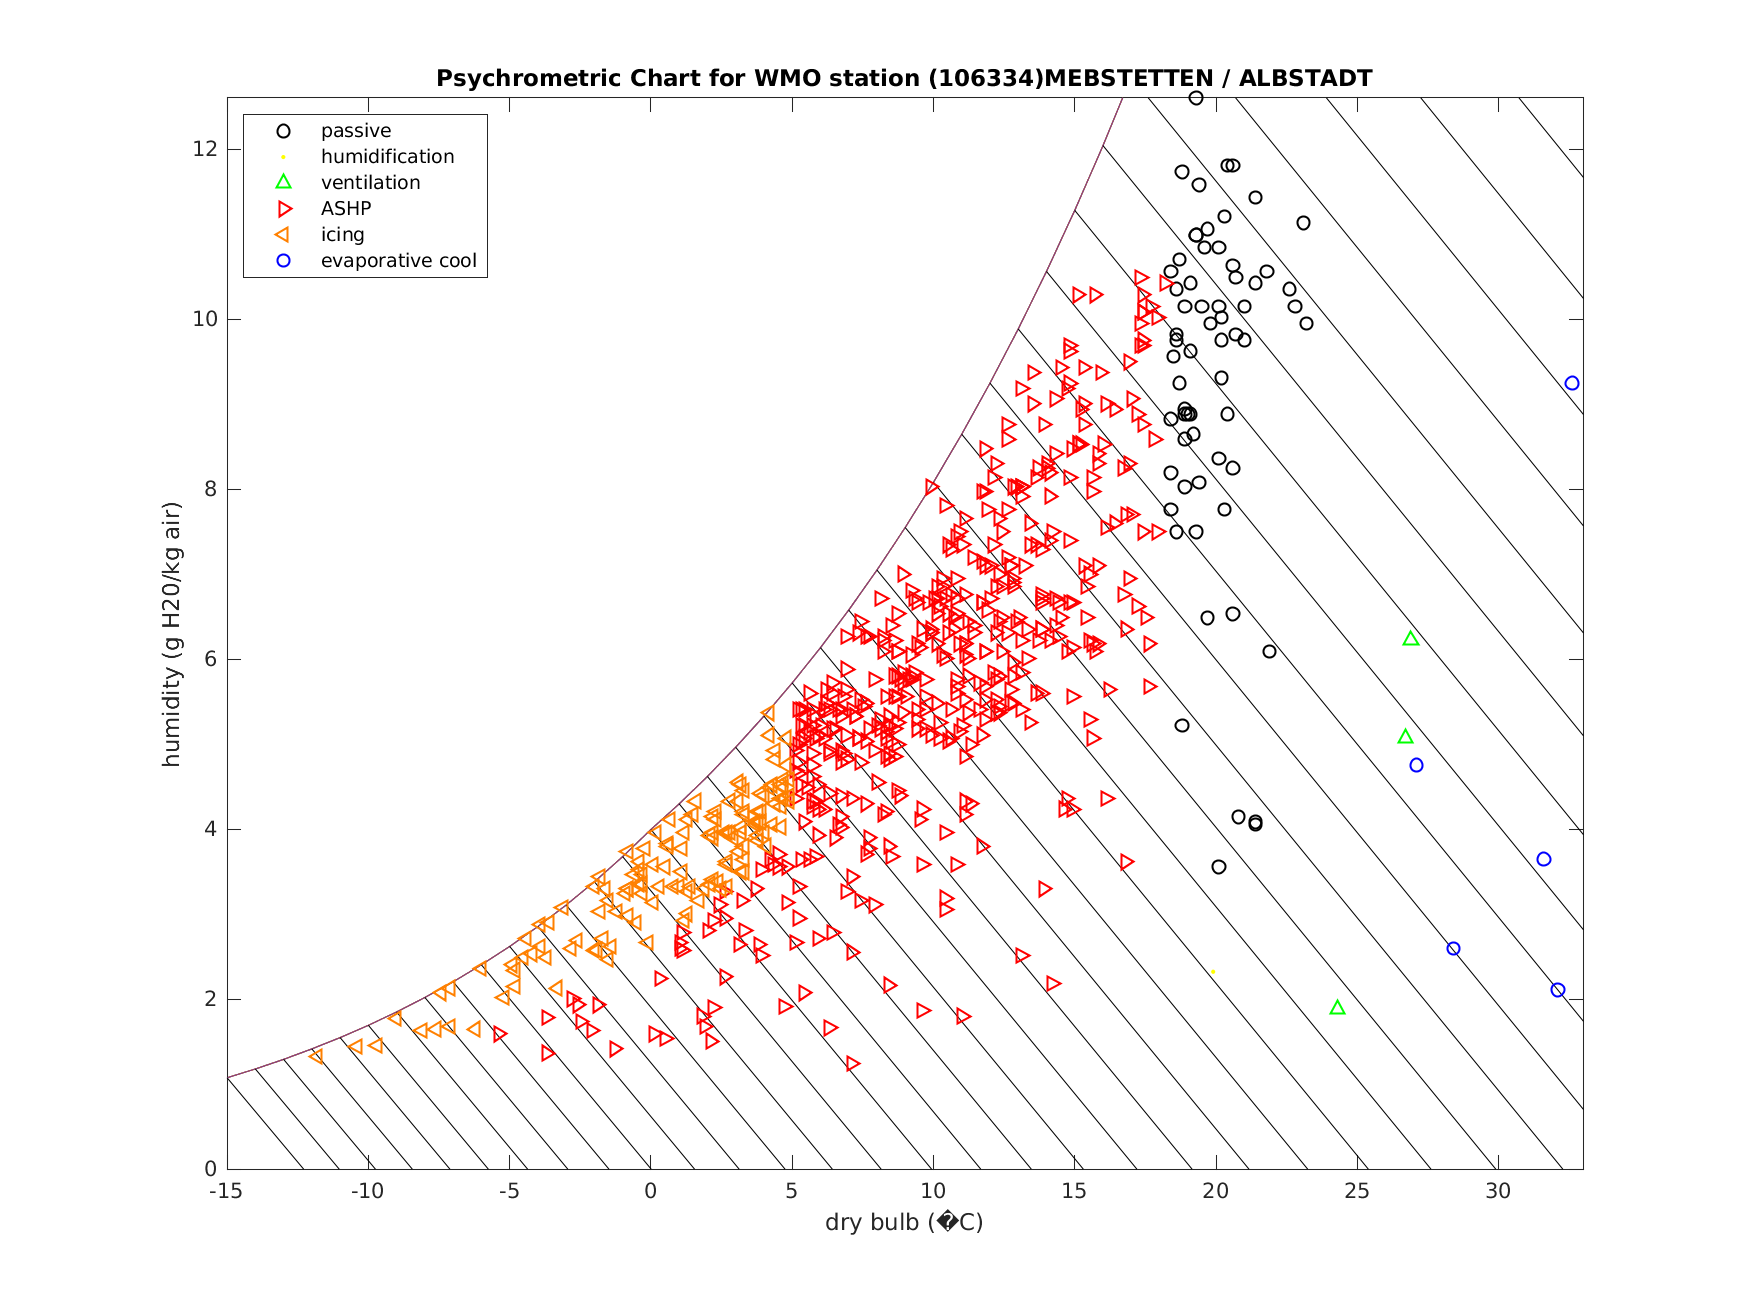 Psychrometric Chart for WMO station (106334)MEBSTETTEN / ALBSTADT
passive
humidification
ventilation
ASHP
icing
evaporative cool
humidity (g H20/kg air)
12
10
8
6
4
2
0
-15 -10 -5 0 5 10 15 20 25 30
dry bulb (�C)